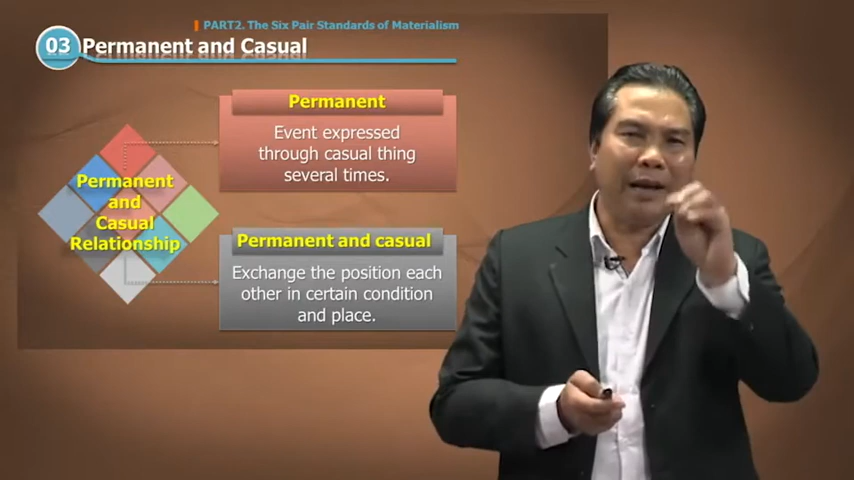 PART2. The Six Pair Standards of Materialism
03 Permanent and Casual
Permanent
and
Casual
Relationship
Permanent
Event expressed
through casual thing
several times.
Permanent and casual
Exchange the position each
other in certain condition
and place.